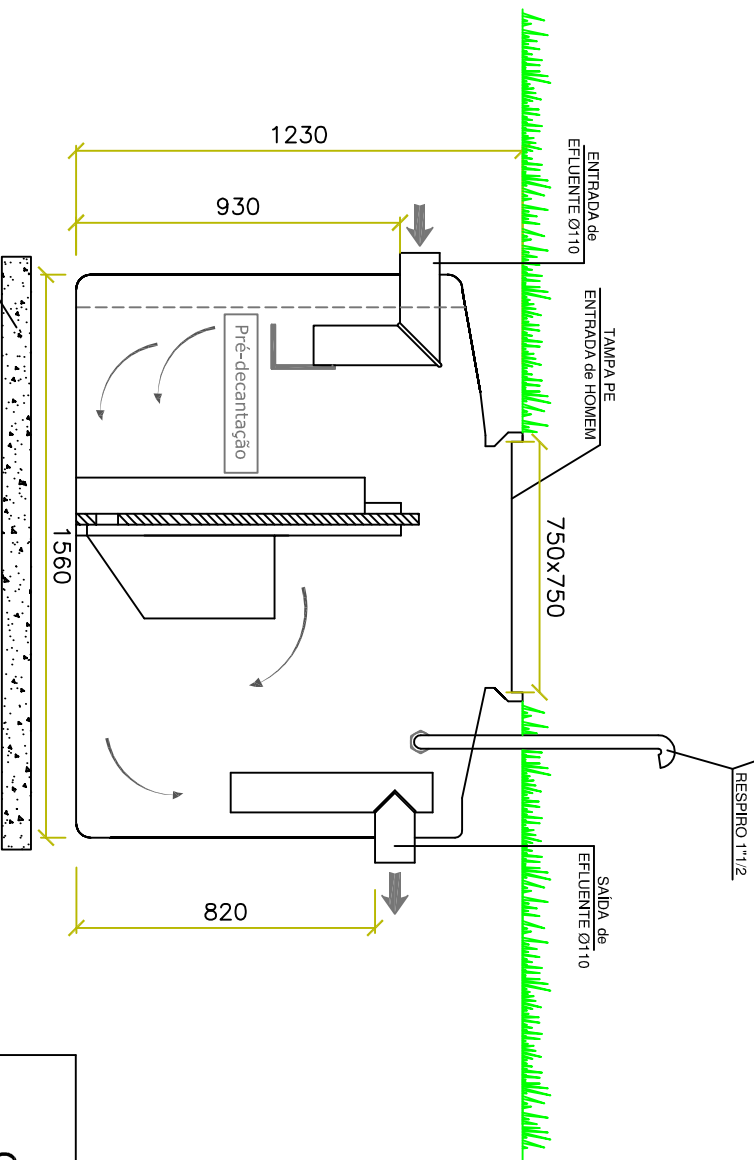 1230
930
ENTRADA de
EFLUENTE Ø110
TAMPA PE
ENTRADA de HOMEM
Pré-decantação
750x750
1560
RESPIRO 1"1/2
SAÍDA de
EFLUENTE Ø110
820